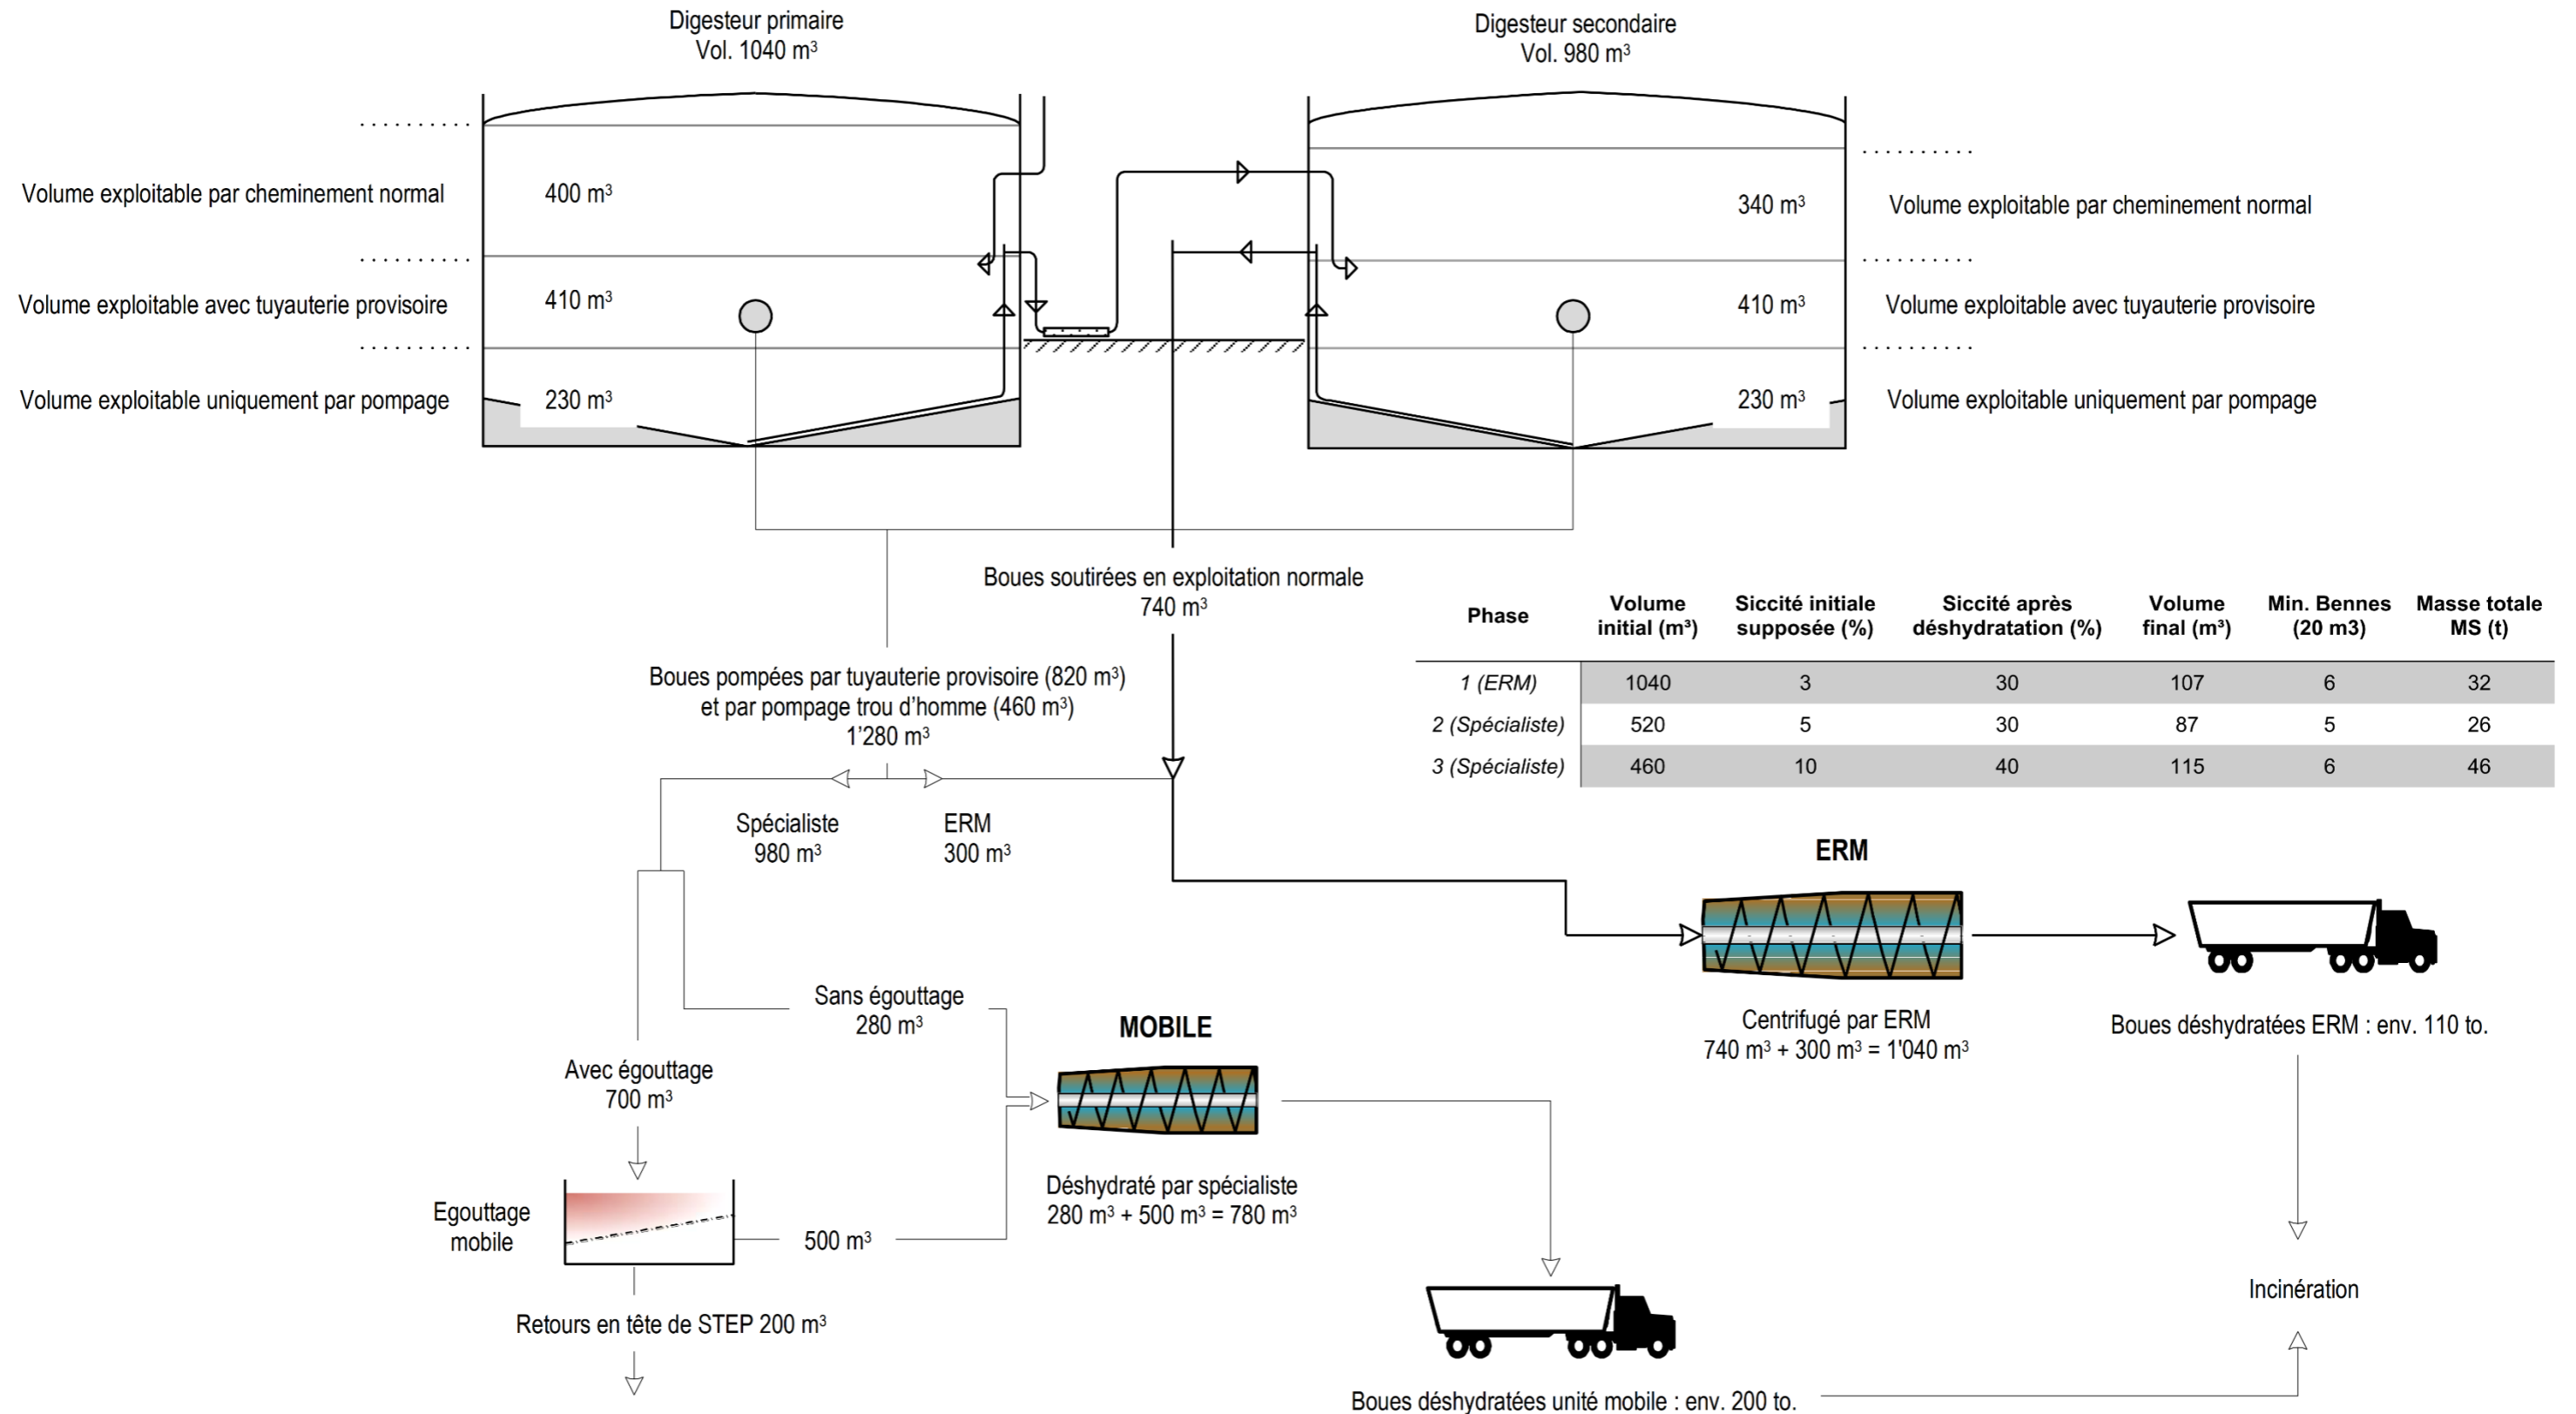 Digesteur primaire
Vol. 1040 m³
Digesteur secondaire
Vol. 980 m³
Volume exploitable par cheminement normal
400 m³
340 m³
Volume exploitable par cheminement normal
Volume exploitable avec tuyauterie provisoire
410 m³
410 m³
Volume exploitable avec tuyauterie provisoire
Volume exploitable uniquement par pompage
230 m³
230 m³
Volume exploitable uniquement par pompage
Boues soutirées en exploitation normale
740 m³
Boues pompées par tuyauterie provisoire (820 m³)
et par pompage trou d’homme (460 m³)
1’280 m³
Phase Volume initial (m³) Siccité initiale supposée (%) Siccité après déshydratation (%) Volume final (m³) Min. Bennes (20 m3) Masse totale MS (t)
1 (ERM) 1040 3 30 107 6 32
2 (Spécialiste) 520 5 30 87 5 26
3 (Spécialiste) 460 10 40 115 6 46
Spécialiste
980 m³
ERM
300 m³
ERM
Centrifugé par ERM
740 m³ + 300 m³ = 1'040 m³
Boues déshydratées ERM : env. 110 to.
Sans égouttage
280 m³
MOBILE
Avec égouttage
700 m³
Déshydraté par spécialiste
280 m³ + 500 m³ = 780 m³
Egouttage
mobile
500 m³
Retours en tête de STEP 200 m³
Incinération
Boues déshydratées unité mobile : env. 200 to.